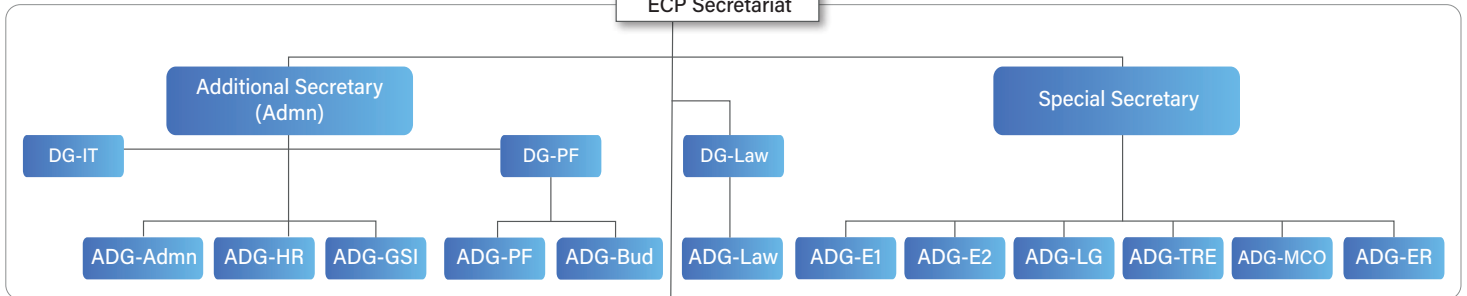 ECP Secretariat
Additional Secretary
(Admn)
Special Secretary
DG-IT
DG-PF
DG-Law
ADG-Admn
ADG-HR
ADG-GSI
ADG-PF
ADG-Bud
ADG-Law
ADG-E1
ADG-E2
ADG-LG
ADG-TRE
ADG-MCO
ADG-ER